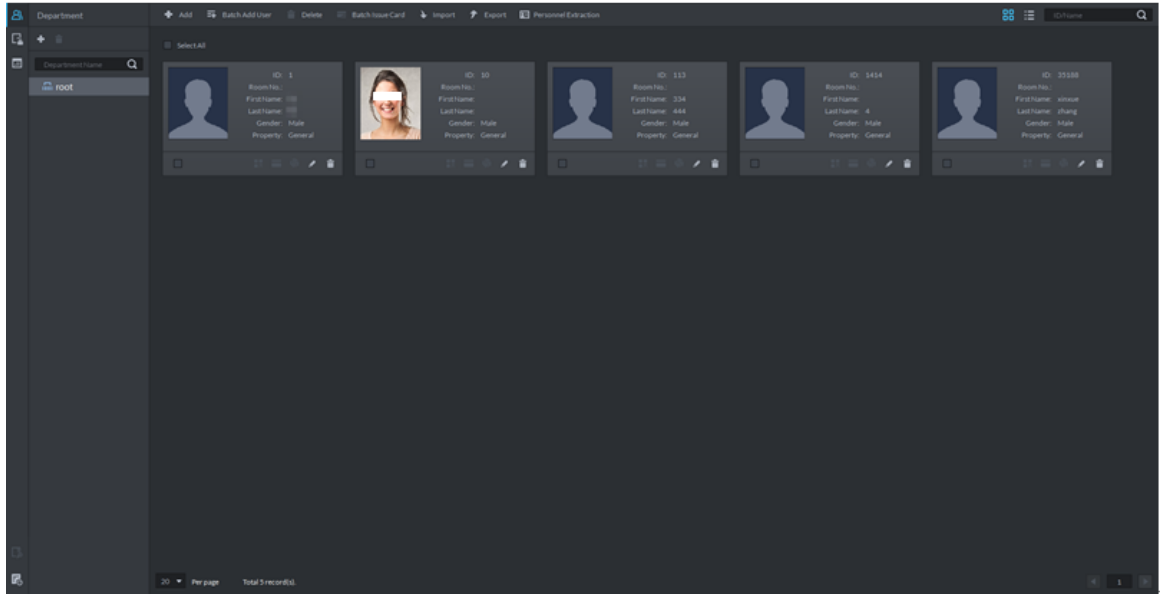 Department
Add Batch Add User Delete Batch Issue Card Import Export Personnel Extraction
ID/Name
Select All
Department Name
root
ID: 1
Room No.:
First Name:
Last Name:
Gender: Male
Property: General
ID: 10
Room No.:
First Name:
Last Name:
Gender: Male
Property: General
ID: 113
Room No.:
First Name: 334
Last Name: 444
Gender: Male
Property: General
ID: 1414
Room No.:
First Name:
Last Name: 4
Gender: Male
Property: General
ID: 35188
Room No.:
First Name: xinxue
Last Name: zhang
Gender: Male
Property: General
20 Per page Total 5 record(s).
1